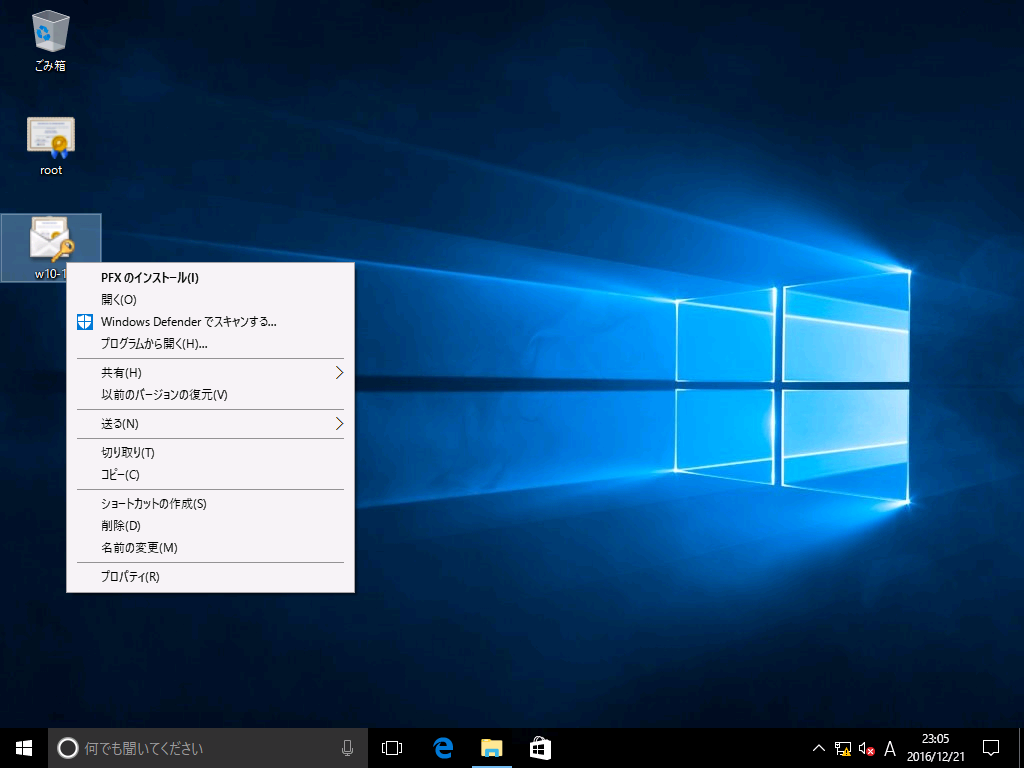 ごみ箱
root
w10-1
PFX のインストール(I)
開く(O)
Windows Defender でスキャンする...
プログラムから開く(H)...
共有(H)
以前のバージョンの復元(V)
送る(N)
切り取り(T)
コピー(C)
ショートカットの作成(S)
削除(D)
名前の変更(M)
プロパティ(R)
何でも聞いてください
A
23:05
2016/12/21